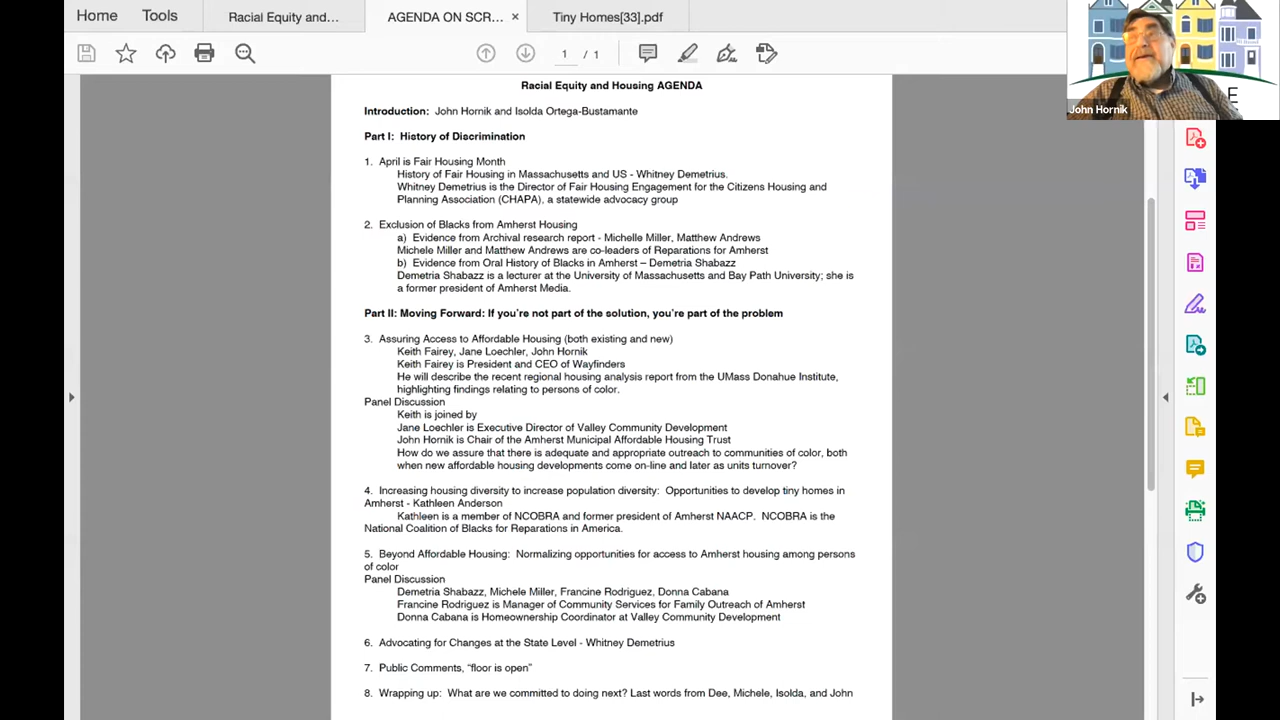 Home
Tools
Racial Equity and...
AGENDA ON SCR...
×
Tiny Homes[33].pdf
1 / 1
John Hornik
E
Racial Equity and Housing AGENDA
Introduction: John Hornik and Isolda Ortega-Bustamante
Part I: History of Discrimination
1. April is Fair Housing Month
History of Fair Housing in Massachusetts and US - Whitney Demetrius.
Whitney Demetrius is the Director of Fair Housing Engagement for the Citizens Housing and
Planning Association (CHAPA), a statewide advocacy group
2. Exclusion of Blacks from Amherst Housing
a) Evidence from Archival research report - Michelle Miller, Matthew Andrews
Michele Miller and Matthew Andrews are co-leaders of Reparations for Amherst
b) Evidence from Oral History of Blacks in Amherst – Demetria Shabazz
Demetria Shabazz is a lecturer at the University of Massachusetts and Bay Path University; she is
a former president of Amherst Media.
Part II: Moving Forward: If you're not part of the solution, you're part of the problem
3. Assuring Access to Affordable Housing (both existing and new)
Keith Fairey, Jane Loechler, John Hornik
Keith Fairey is President and CEO of Wayfinders
He will describe the recent regional housing analysis report from the UMass Donahue Institute,
highlighting findings relating to persons of color.
Panel Discussion
Keith is joined by
Jane Loechler is Executive Director of Valley Community Development
John Hornik is Chair of the Amherst Municipal Affordable Housing Trust
How do we assure that there is adequate and appropriate outreach to communities of color, both
when new affordable housing developments come on-line and later as units turnover?
4. Increasing housing diversity to increase population diversity: Opportunities to develop tiny homes in
Amherst - Kathleen Anderson
Kathleen is a member of NCOBRA and former president of Amherst NAACP. NCOBRA is the
National Coalition of Blacks for Reparations in America.
5. Beyond Affordable Housing: Normalizing opportunities for access to Amherst housing among persons
of color
Panel Discussion
Demetria Shabazz, Michele Miller, Francine Rodriguez, Donna Cabana
Francine Rodriguez is Manager of Community Services for Family Outreach of Amherst
Donna Cabana is Homeownership Coordinator at Valley Community Development
6. Advocating for Changes at the State Level - Whitney Demetrius
7. Public Comments, "floor is open"
8. Wrapping up: What are we committed to doing next? Last words from Dee, Michele, Isolda, and John